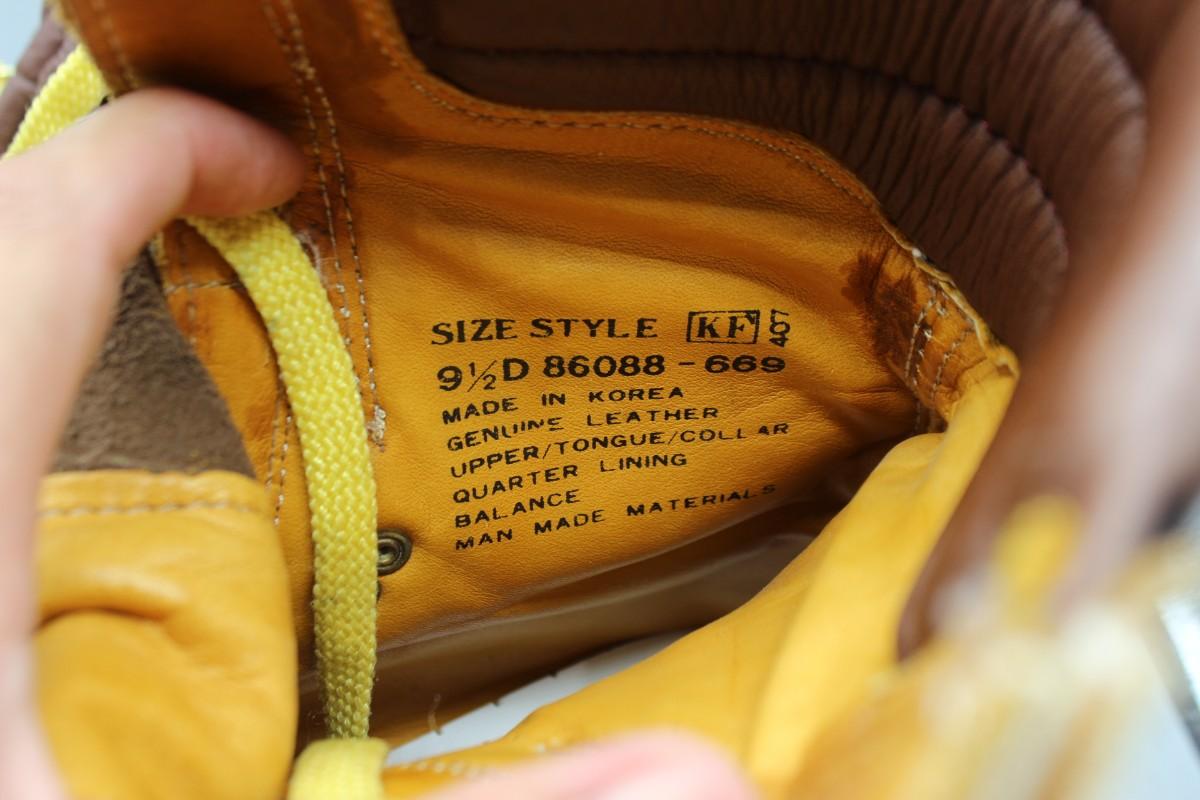 SIZE STYLE KF 407
9½D 86088-669
MADE IN KOREA
GENUINE LEATHER
UPPER/TONGUE/COLLAR
QUARTER LINING
BALANCE
MAN MADE MATERIALS